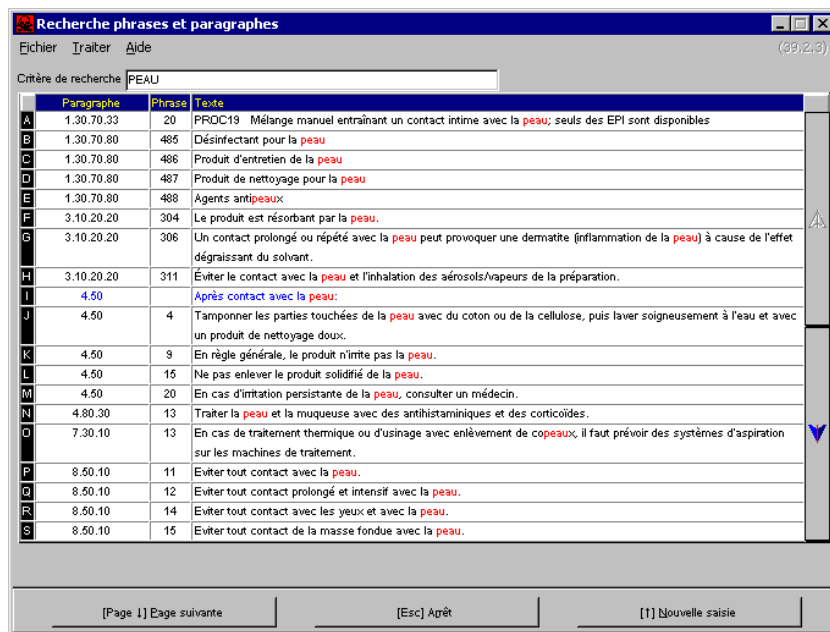 Recherche phrases et paragraphes
Fichier Traiter Aide (39,2,3)
Critère de recherche PEAU
Paragraphe Phrase Texte
A 1.30.70.33 20 PROC19 Mélange manuel entraînant un contact intime avec la peau; seuls des EPI sont disponibles
B 1.30.70.80 485 Désinfectant pour la peau
C 1.30.70.80 486 Produit d'entretien de la peau
D 1.30.70.80 487 Produit de nettoyage pour la peau
E 1.30.70.80 488 Agents antipeaux
F 3.10.20.20 304 Le produit est résorbant par la peau.
G 3.10.20.20 306 Un contact prolongé ou répété avec la peau peut provoquer une dermatite (inflammation de la peau) à cause de l'effet
dégraissant du solvant.
H 3.10.20.20 311 Éviter le contact avec la peau et l'inhalation des aérosols/vapeurs de la préparation.
I 4.50 Après contact avec la peau:
J 4.50 4 Tamponner les parties touchées de la peau avec du coton ou de la cellulose, puis laver soigneusement à l'eau et avec
un produit de nettoyage doux.
K 4.50 9 En règle générale, le produit n'irrite pas la peau.
L 4.50 15 Ne pas enlever le produit solidifié de la peau.
M 4.50 20 En cas d'irritation persistante de la peau, consulter un médecin.
N 4.80.30 13 Traiter la peau et la muqueuse avec des antihistaminiques et des corticoïdes.
O 7.30.10 13 En cas de traitement thermique ou d'usinage avec enlèvement de copeaux, il faut prévoir des systèmes d'aspiration
sur les machines de traitement.
P 8.50.10 11 Eviter tout contact avec la peau.
Q 8.50.10 12 Eviter tout contact prolongé et intensif avec la peau.
R 8.50.10 14 Eviter tout contact avec les yeux et avec la peau.
S 8.50.10 15 Eviter tout contact de la masse fondue avec la peau.
[Page ↓] Page suivante [Esc] Arrêt [↑] Nouvelle saisie